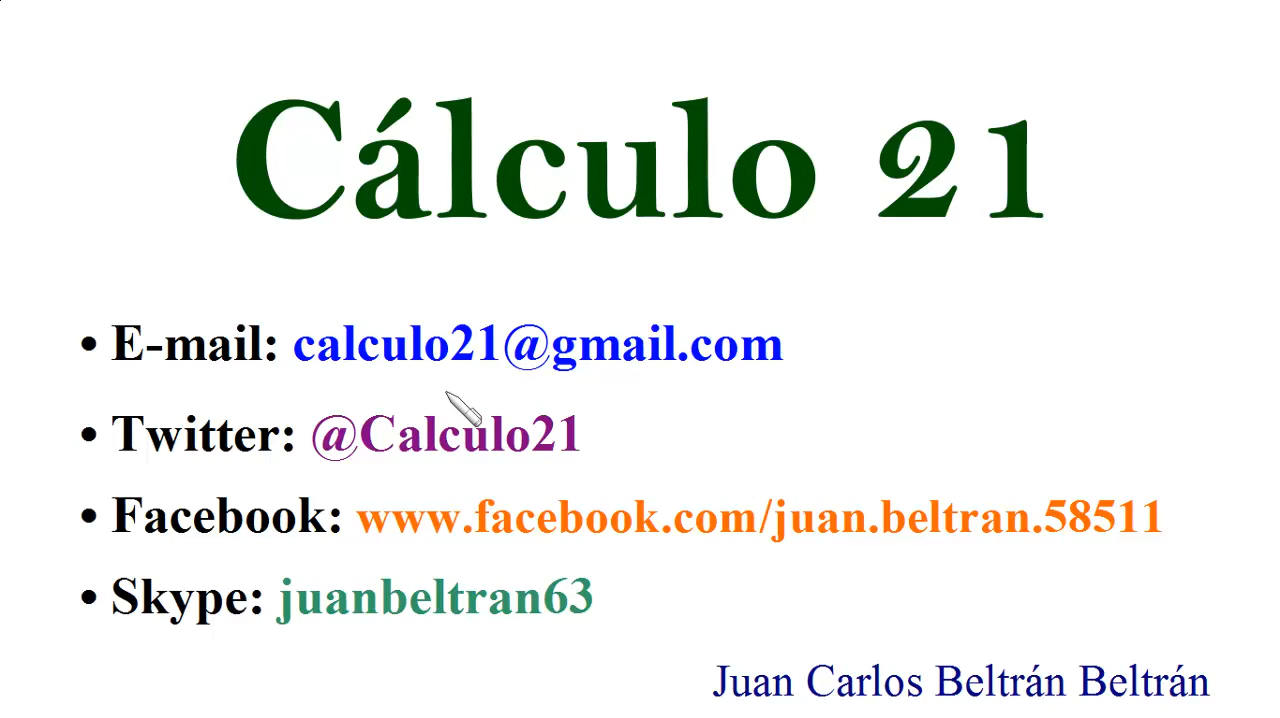 Cálculo 21
• E-mail: calculo21@gmail.com
• Twitter: @Calculo21
• Facebook: www.facebook.com/juan.beltran.58511
• Skype: juanbeltran63
Juan Carlos Beltrán Beltrán